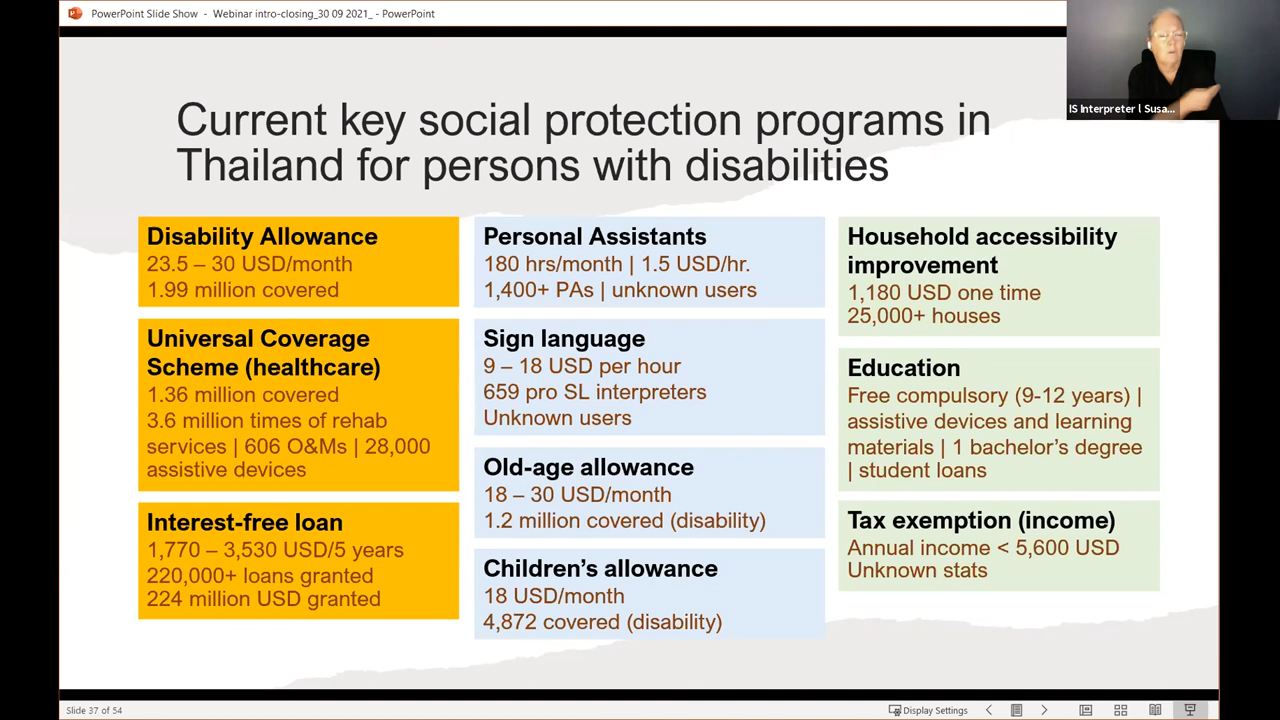 PowerPoint Slide Show - Webinar intro-closing_30 09 2021_ - PowerPoint
IS Interpreter l Susa...
Current key social protection programs in
Thailand for persons with disabilities
Disability Allowance
23.5 – 30 USD/month
1.99 million covered
Universal Coverage
Scheme (healthcare)
1.36 million covered
3.6 million times of rehab
services | 606 O&Ms | 28,000
assistive devices
Interest-free loan
1,770 – 3,530 USD/5 years
220,000+ loans granted
224 million USD granted
Personal Assistants
180 hrs/month | 1.5 USD/hr.
1,400+ PAs | unknown users
Sign language
9 – 18 USD per hour
659 pro SL interpreters
Unknown users
Old-age allowance
18 – 30 USD/month
1.2 million covered (disability)
Children's allowance
18 USD/month
4,872 covered (disability)
Household accessibility
improvement
1,180 USD one time
25,000+ houses
Education
Free compulsory (9-12 years) |
assistive devices and learning
materials | 1 bachelor's degree
| student loans
Tax exemption (income)
Annual income < 5,600 USD
Unknown stats
Slide 37 of 54
Display Settings